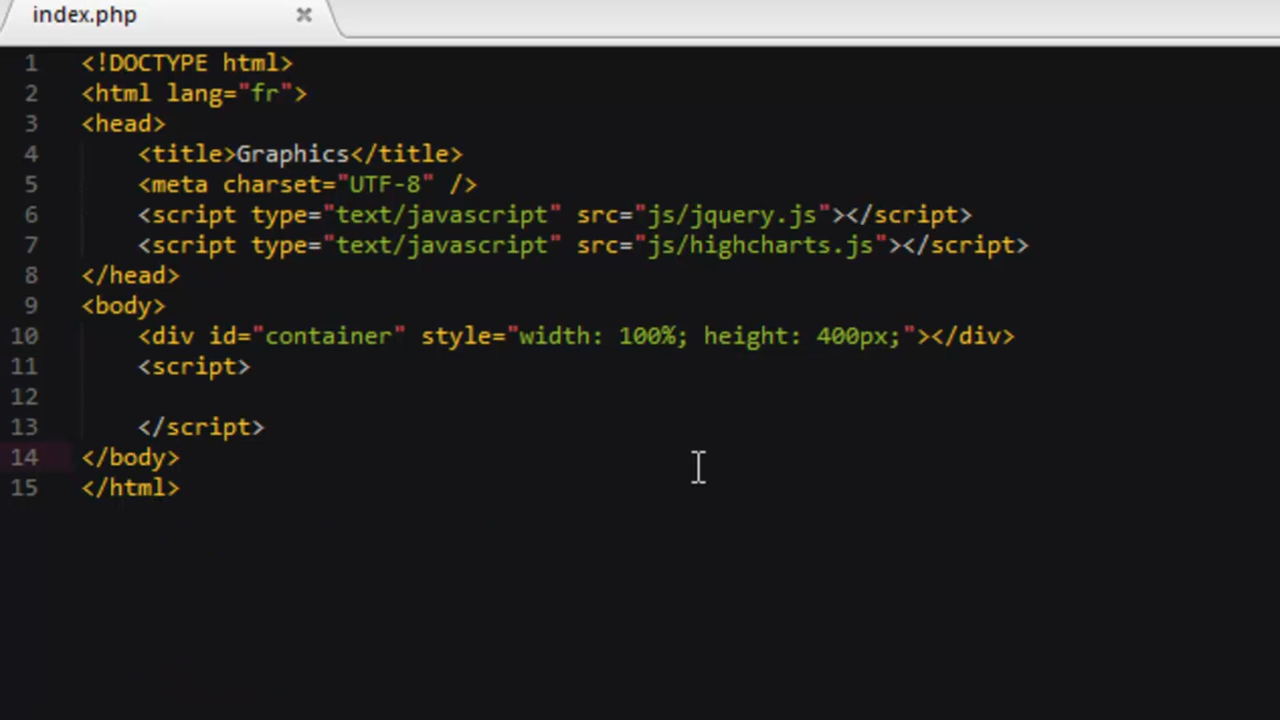 index.php
1 <!DOCTYPE html>
2 <html lang="fr">
3 <head>
4     <title>Graphics</title>
5     <meta charset="UTF-8" />
6     <script type="text/javascript" src="js/jquery.js"></script>
7     <script type="text/javascript" src="js/highcharts.js"></script>
8 </head>
9 <body>
10     <div id="container" style="width: 100%; height: 400px;"></div>
11     <script>
12
13     </script>
14 </body>
15 </html>